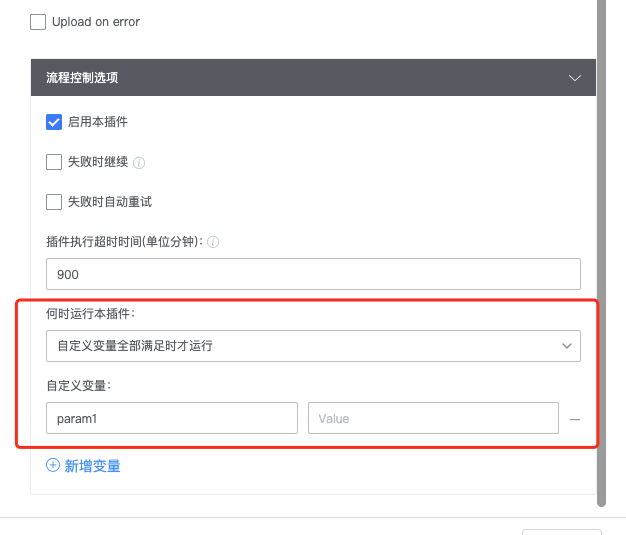 Upload on error
流程控制选项
启用本插件
失败时继续
失败时自动重试
插件执行超时时间(单位分钟)：
900
何时运行本插件：
自定义变量全部满足时才运行
自定义变量：
param1 Value
新增变量